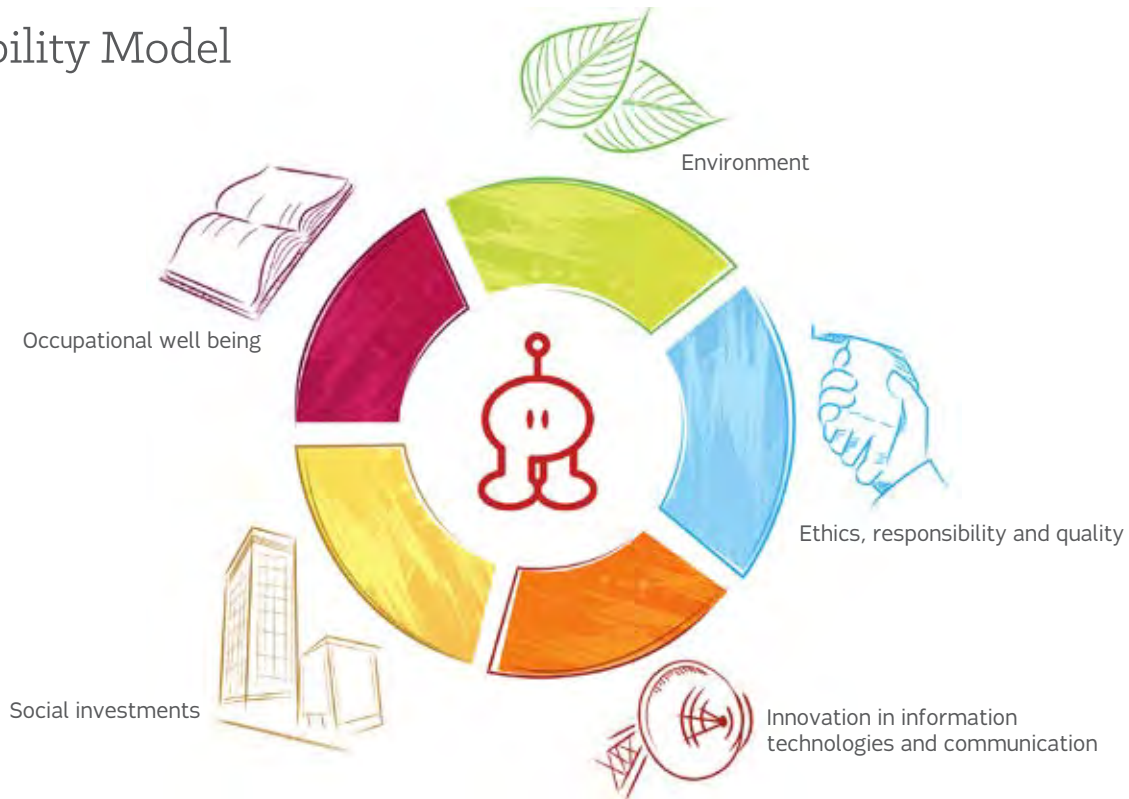 bility Model
Environment
Occupational well being
Ethics, responsibility and quality
Social investments
Innovation in information
technologies and communication